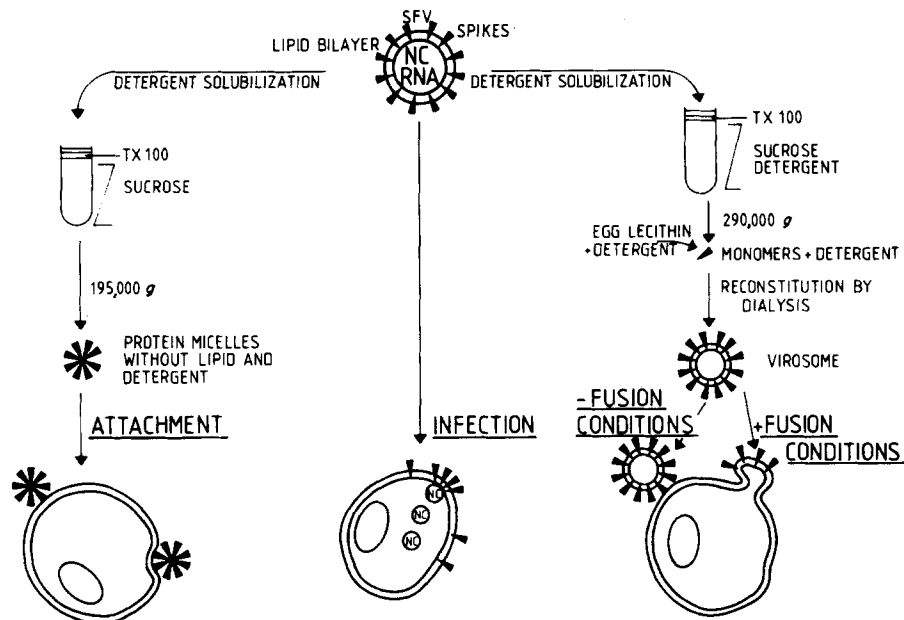 SFV
SPIKES
LIPID BILAYER
NC
RNA
DETERGENT SOLUBILIZATION
DETERGENT SOLUBILIZATION
TX 100
SUCROSE
195,000 g
PROTEIN MICELLES
WITHOUT LIPID AND
DETERGENT
ATTACHMENT
INFECTION
NC
NC
NC
TX 100
SUCROSE
DETERGENT
290,000 g
EGG LECITHIN
+DETERGENT
MONOMERS + DETERGENT
RECONSTITUTION BY
DIALYSIS
VIROSOME
-FUSION
CONDITIONS
+FUSION
CONDITIONS